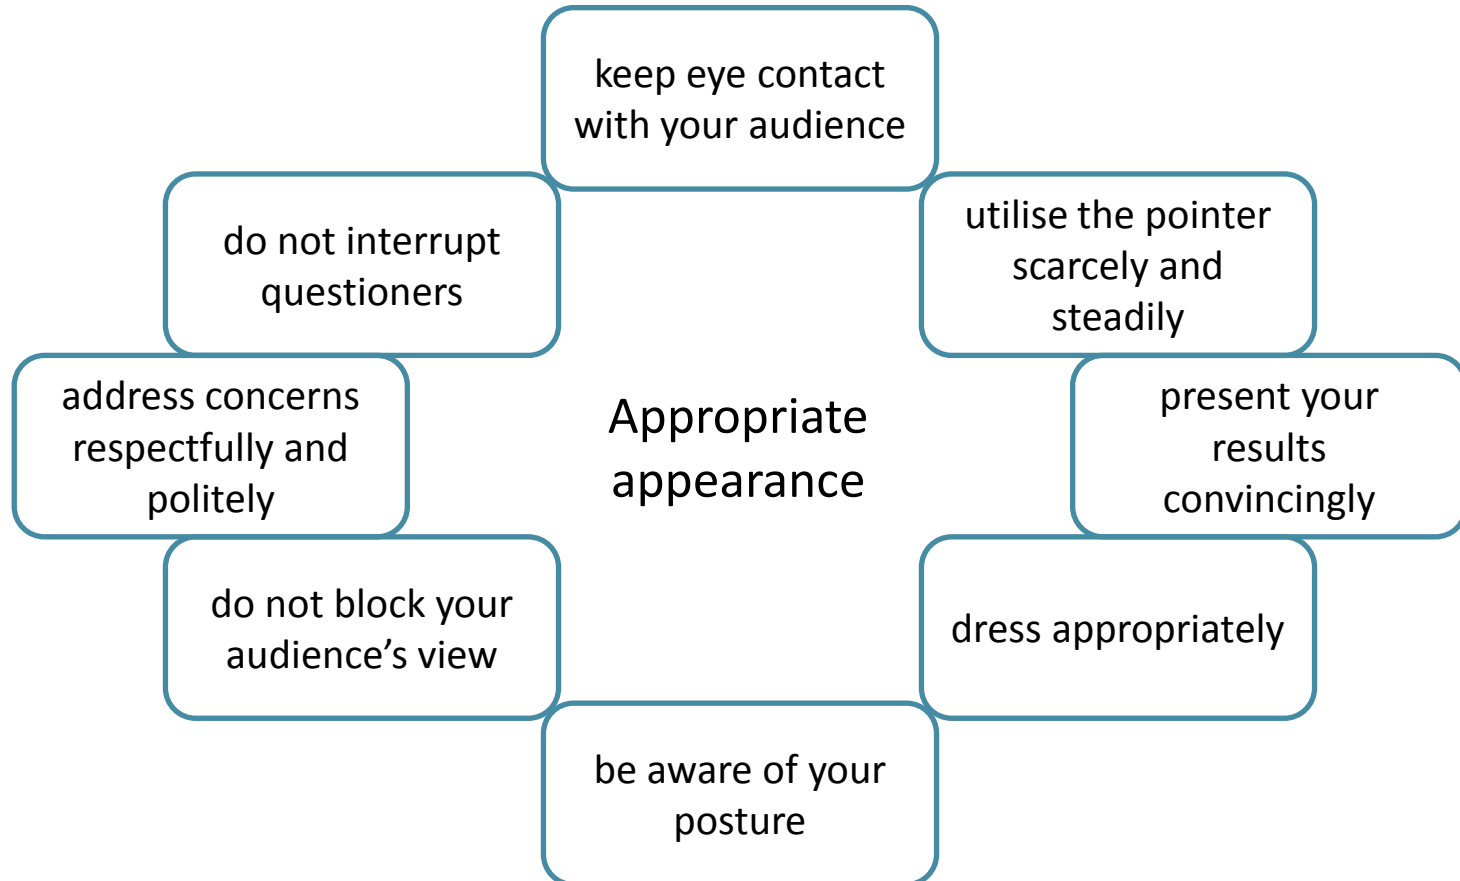 keep eye contact
with your audience
utilise the pointer
scarcely and
steadily
present your
results
convincingly
dress appropriately
be aware of your
posture
do not block your
audience’s view
address concerns
respectfully and
politely
do not interrupt
questioners
Appropriate
appearance